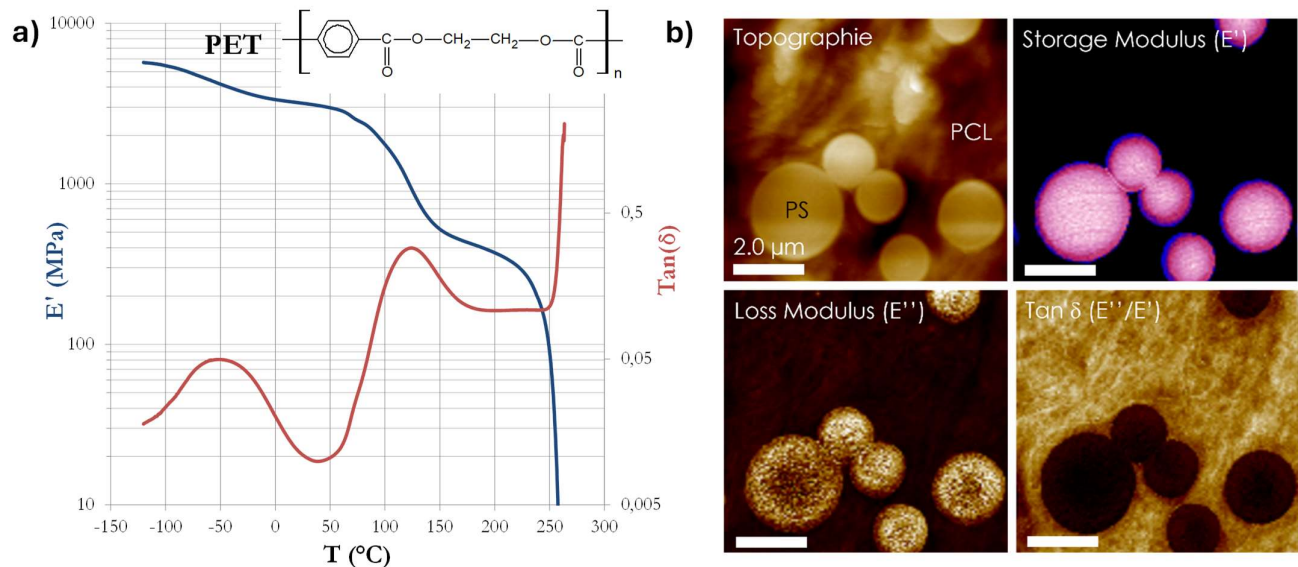 a)
PET
C
O
CH₂
CH₂
O
C
O
O
n
10000
1000
100
10
E' (MPa)
0,5
0,05
0,005
Tan(δ)
-150
-100
-50
0
50
100
150
200
250
300
T (°C)
b)
Topographie
PCL
PS
2.0 µm
Storage Modulus (E')
Loss Modulus (E'')
Tan δ (E''/E')